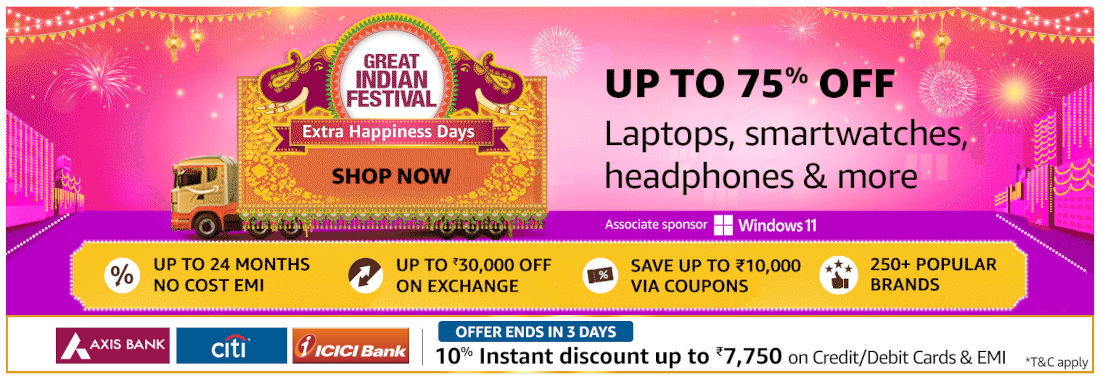 GREAT
INDIAN
FESTIVAL
Extra Happiness Days
SHOP NOW
UP TO 75% OFF
Laptops, smartwatches,
headphones & more
Associate sponsor Windows 11
% UP TO 24 MONTHS
NO COST EMI
UP TO ₹30,000 OFF
ON EXCHANGE
% SAVE UP TO ₹10,000
VIA COUPONS
250+ POPULAR
BRANDS
AXIS BANK
citi
ICICI Bank
OFFER ENDS IN 3 DAYS
10% Instant discount up to ₹7,750 on Credit/Debit Cards & EMI *T&C apply